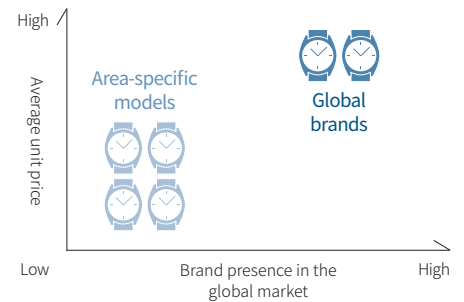 High
Average unit price
Area-specific
models
Global
brands
Low
Brand presence in the
global market
High